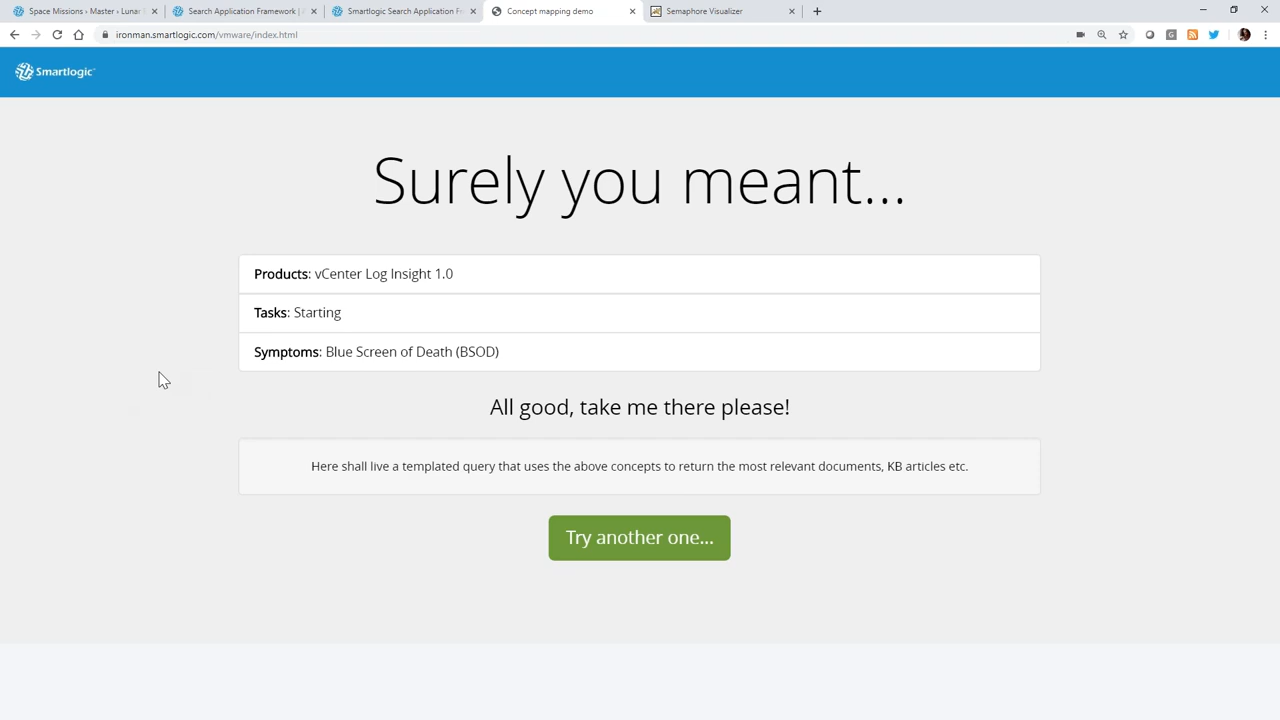 Space Missions › Master › Lunar
Search Application Framework |
Smartlogic Search Application Fr
Concept mapping demo
Semaphore Visualizer
ironman.smartlogic.com/vmware/index.html
Smartlogic
Surely you meant...
Products: vCenter Log Insight 1.0
Tasks: Starting
Symptoms: Blue Screen of Death (BSOD)
All good, take me there please!
Here shall live a templated query that uses the above concepts to return the most relevant documents, KB articles etc.
Try another one...